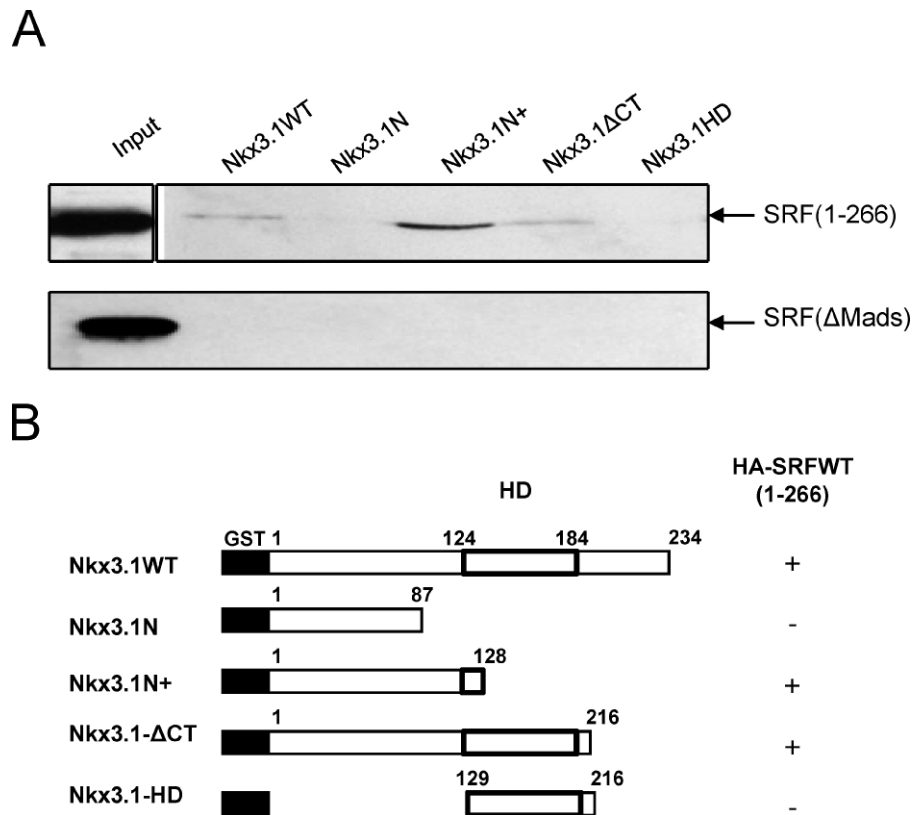 A
Input Nkx3.1WT Nkx3.1N Nkx3.1N+ Nkx3.1ΔCT Nkx3.1HD
SRF(1-266)
SRF(ΔMads)
B
HD HA-SRFWT
(1-266)
GST 1 124 184 234
Nkx3.1WT +
1 87
Nkx3.1N -
1 128
Nkx3.1N+ +
1 216
Nkx3.1-ΔCT +
129 216
Nkx3.1-HD -